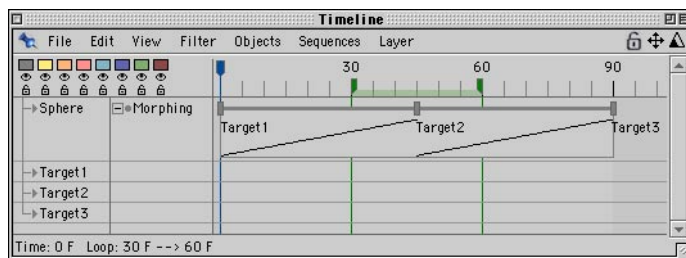 Timeline
File Edit View Filter Objects Sequences Layer
30 60 90
Sphere Morphing
Target1 Target2 Target3
Target1
Target2
Target3
Time: 0 F Loop: 30 F --> 60 F